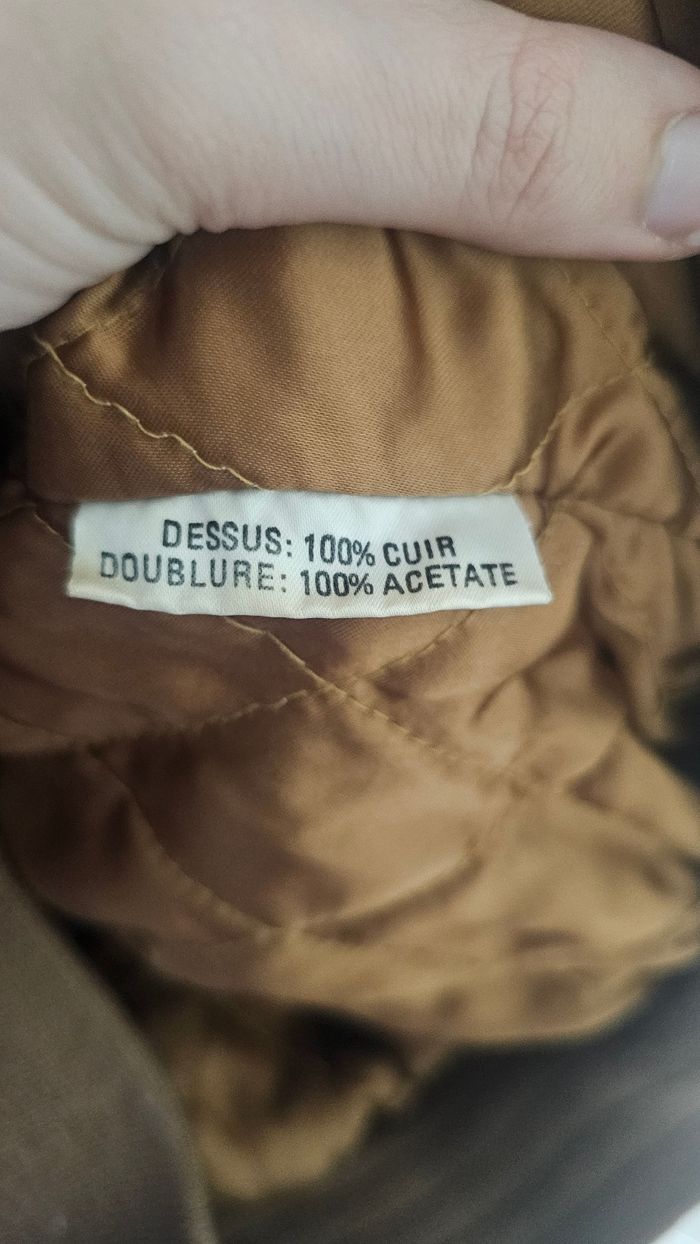 DESSUS: 100% CUIR
DOUBLURE: 100% ACETATE